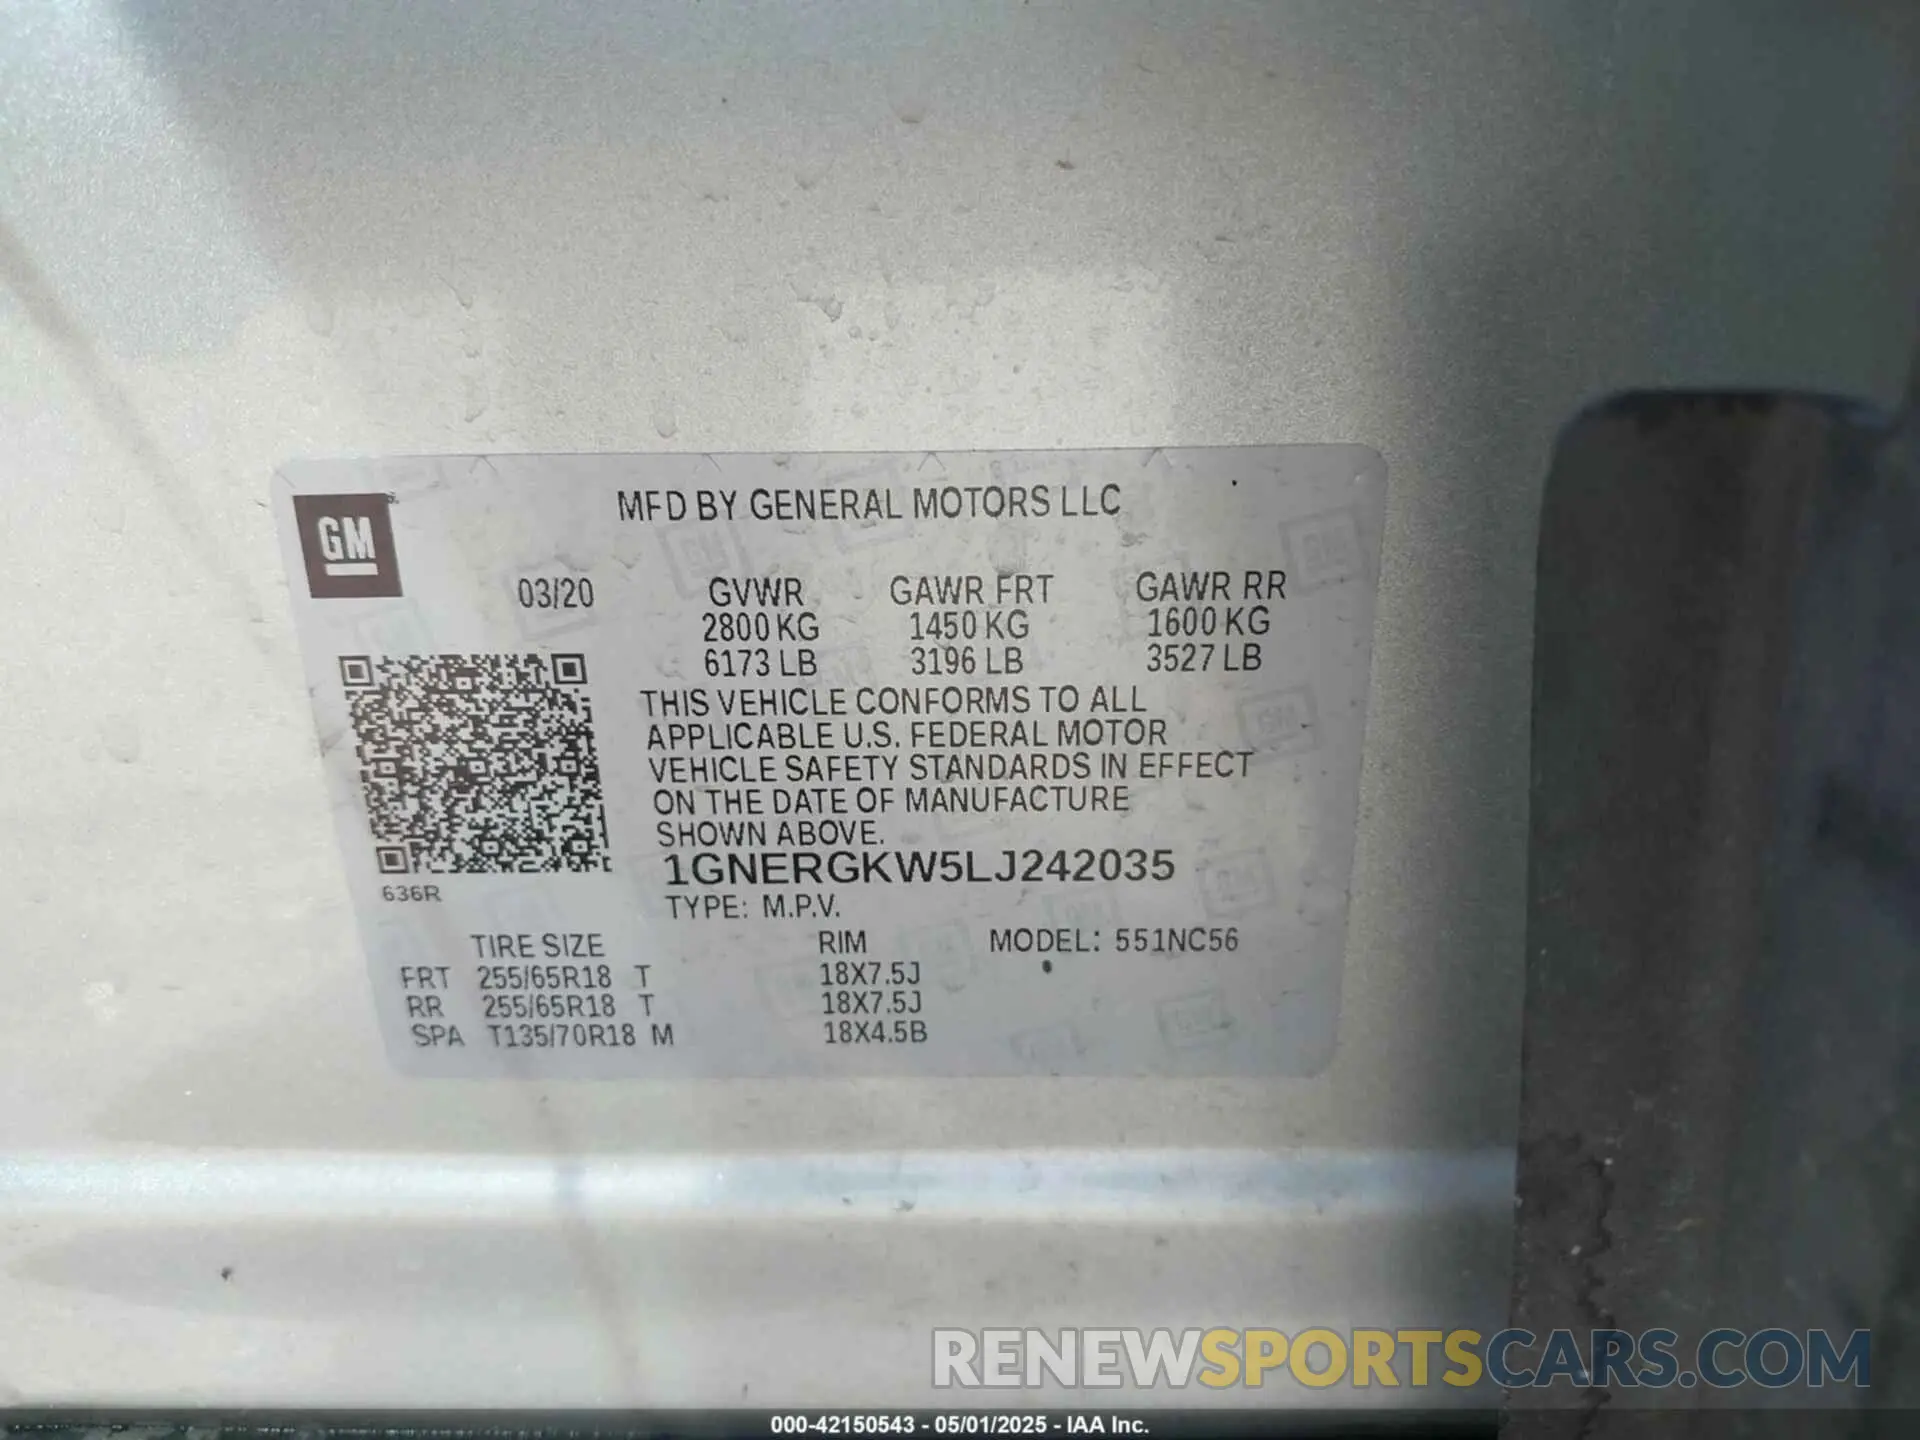 MFD BY GENERAL MOTORS LLC
GM
03/20 GVWR GAWR FRT GAWR RR
2800 KG 1450 KG 1600 KG
6173 LB 3196 LB 3527 LB
THIS VEHICLE CONFORMS TO ALL
APPLICABLE U.S. FEDERAL MOTOR
VEHICLE SAFETY STANDARDS IN EFFECT
ON THE DATE OF MANUFACTURE
SHOWN ABOVE.
1GNERGKW5LJ242035
636R
TYPE: M.P.V.
TIRE SIZE RIM MODEL: 551NC56
FRT 255/65R18 T 18X7.5J
RR 255/65R18 T 18X7.5J
SPA T135/70R18 M 18X4.5B
RENEWSPORTSCARS.COM
000-42150543 - 05/01/2025 - IAA Inc.